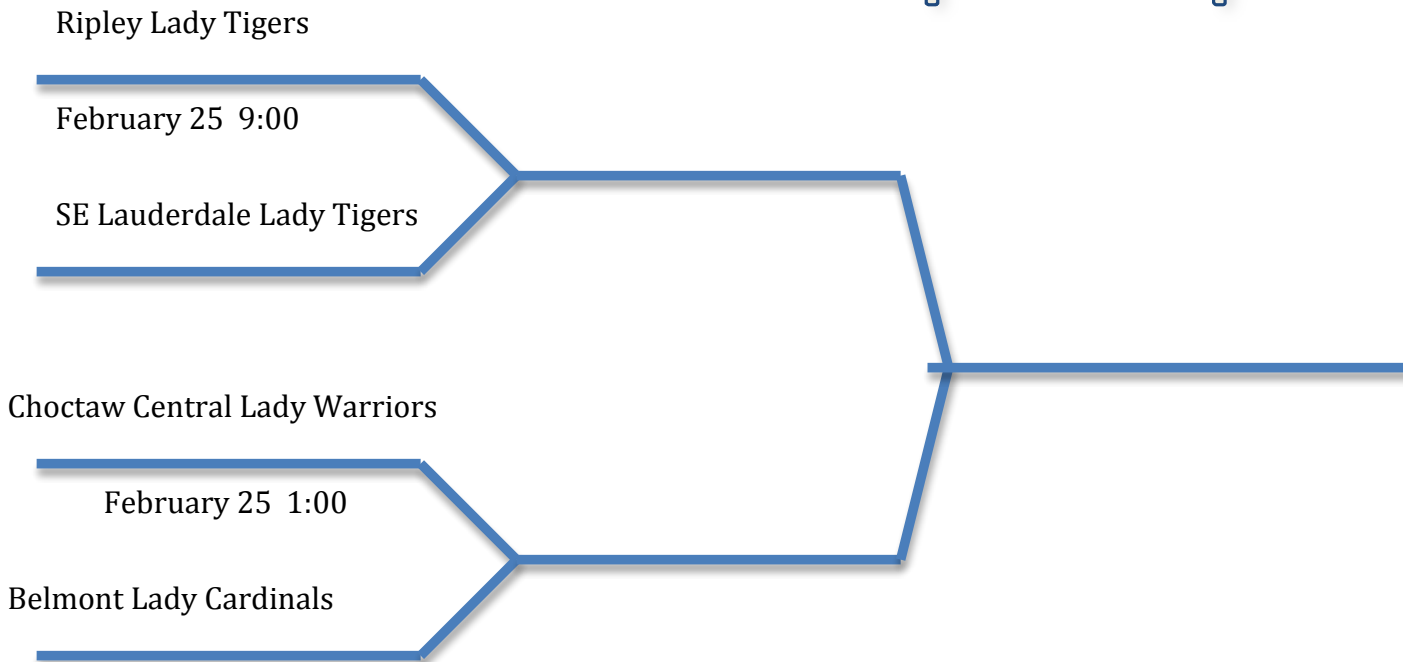 Ripley Lady Tigers
February 25 9:00
SE Lauderdale Lady Tigers
Choctaw Central Lady Warriors
February 25 1:00
Belmont Lady Cardinals